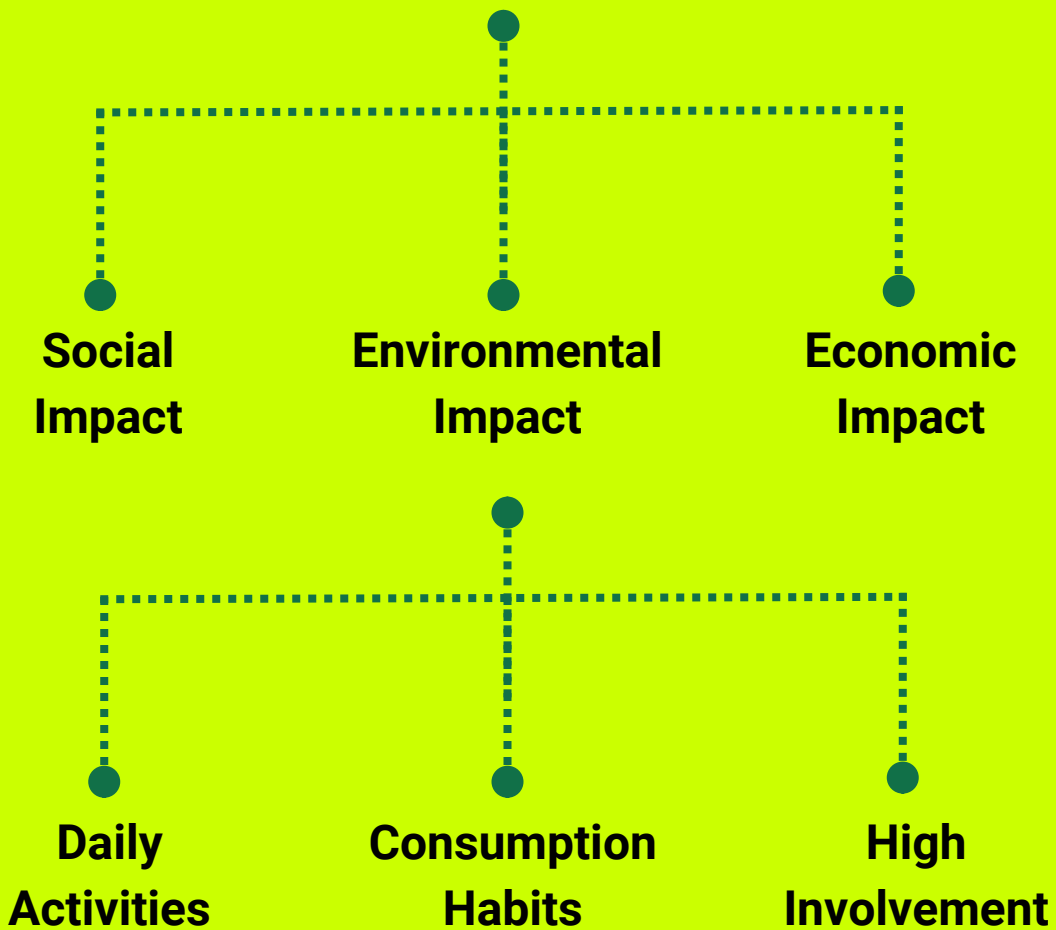 Social
Impact
Environmental
Impact
Economic
Impact
Daily
Activities
Consumption
Habits
High
Involvement